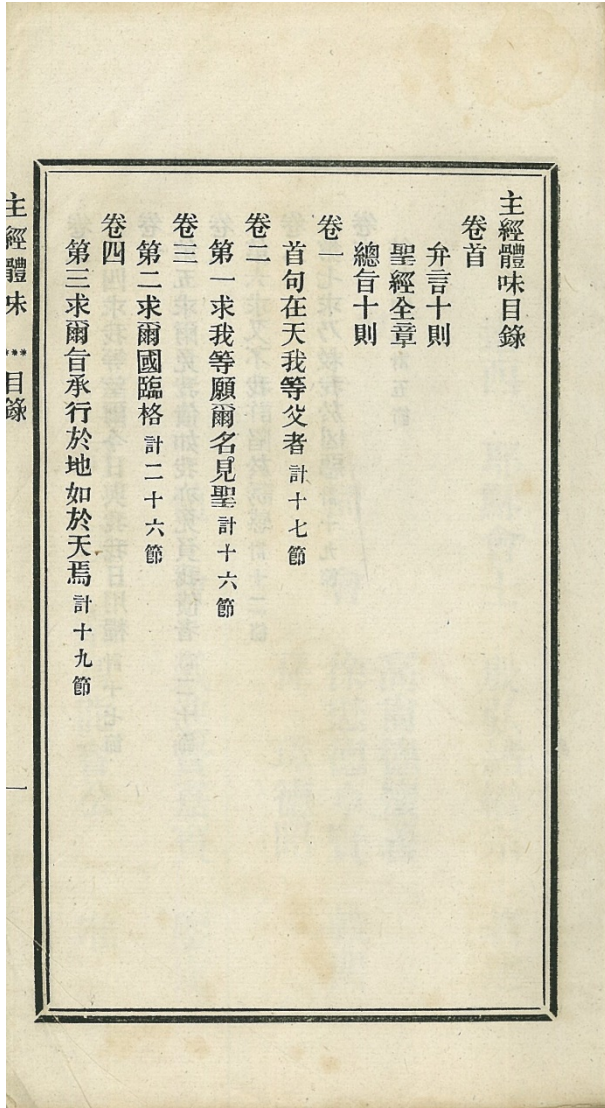 主經體味目錄
卷首
弁言十則
聖經全章
總旨十則
卷一
首句在天我等父者計十七節
卷二
第一求我等願爾名見聖計十六節
卷三
第二求爾國臨格計二十六節
卷四
第三求爾旨承行於地如於天焉計十九節
主經體味 目錄 一